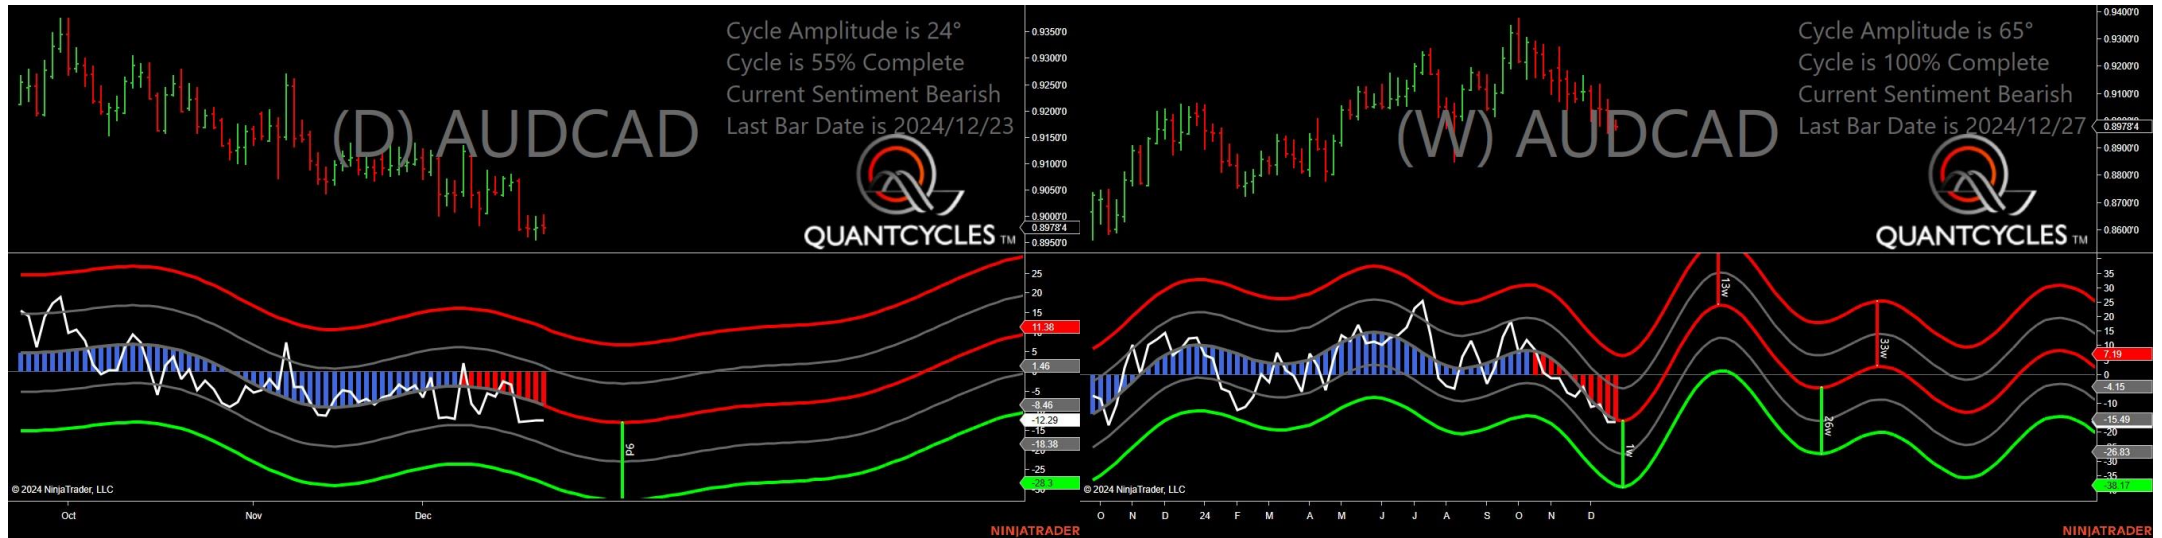 Cycle Amplitude is 24°
Cycle is 55% Complete
Current Sentiment Bearish
Last Bar Date is 2024/12/23
(D) AUDCAD
QUANTCYCLES TM
0.9350'0
0.9300'0
0.9250'0
0.9200'0
0.9150'0
0.9100'0
0.9050'0
0.9000'0
0.8978'4
0.8950'0
25
20
15
11.38
5
1.46
-5
-8.46
-12.29
-15
-18.38
-25
-28.3
9d
© 2024 NinjaTrader, LLC
Oct Nov Dec
NINJATRADER
Cycle Amplitude is 65°
Cycle is 100% Complete
Current Sentiment Bearish
Last Bar Date is 2024/12/27
(W) AUDCAD
QUANTCYCLES TM
0.9400'0
0.9300'0
0.9200'0
0.9100'0
0.8978'4
0.8900'0
0.8800'0
0.8700'0
0.8600'0
35
30
25
20
15
7.19
0
-4.15
-10
-15.49
-20
-26.83
-30
-35
-38.17
1w
13w
26w
33w
© 2024 NinjaTrader, LLC
O N D 24 F M A M J J A S O N D
NINJATRADER